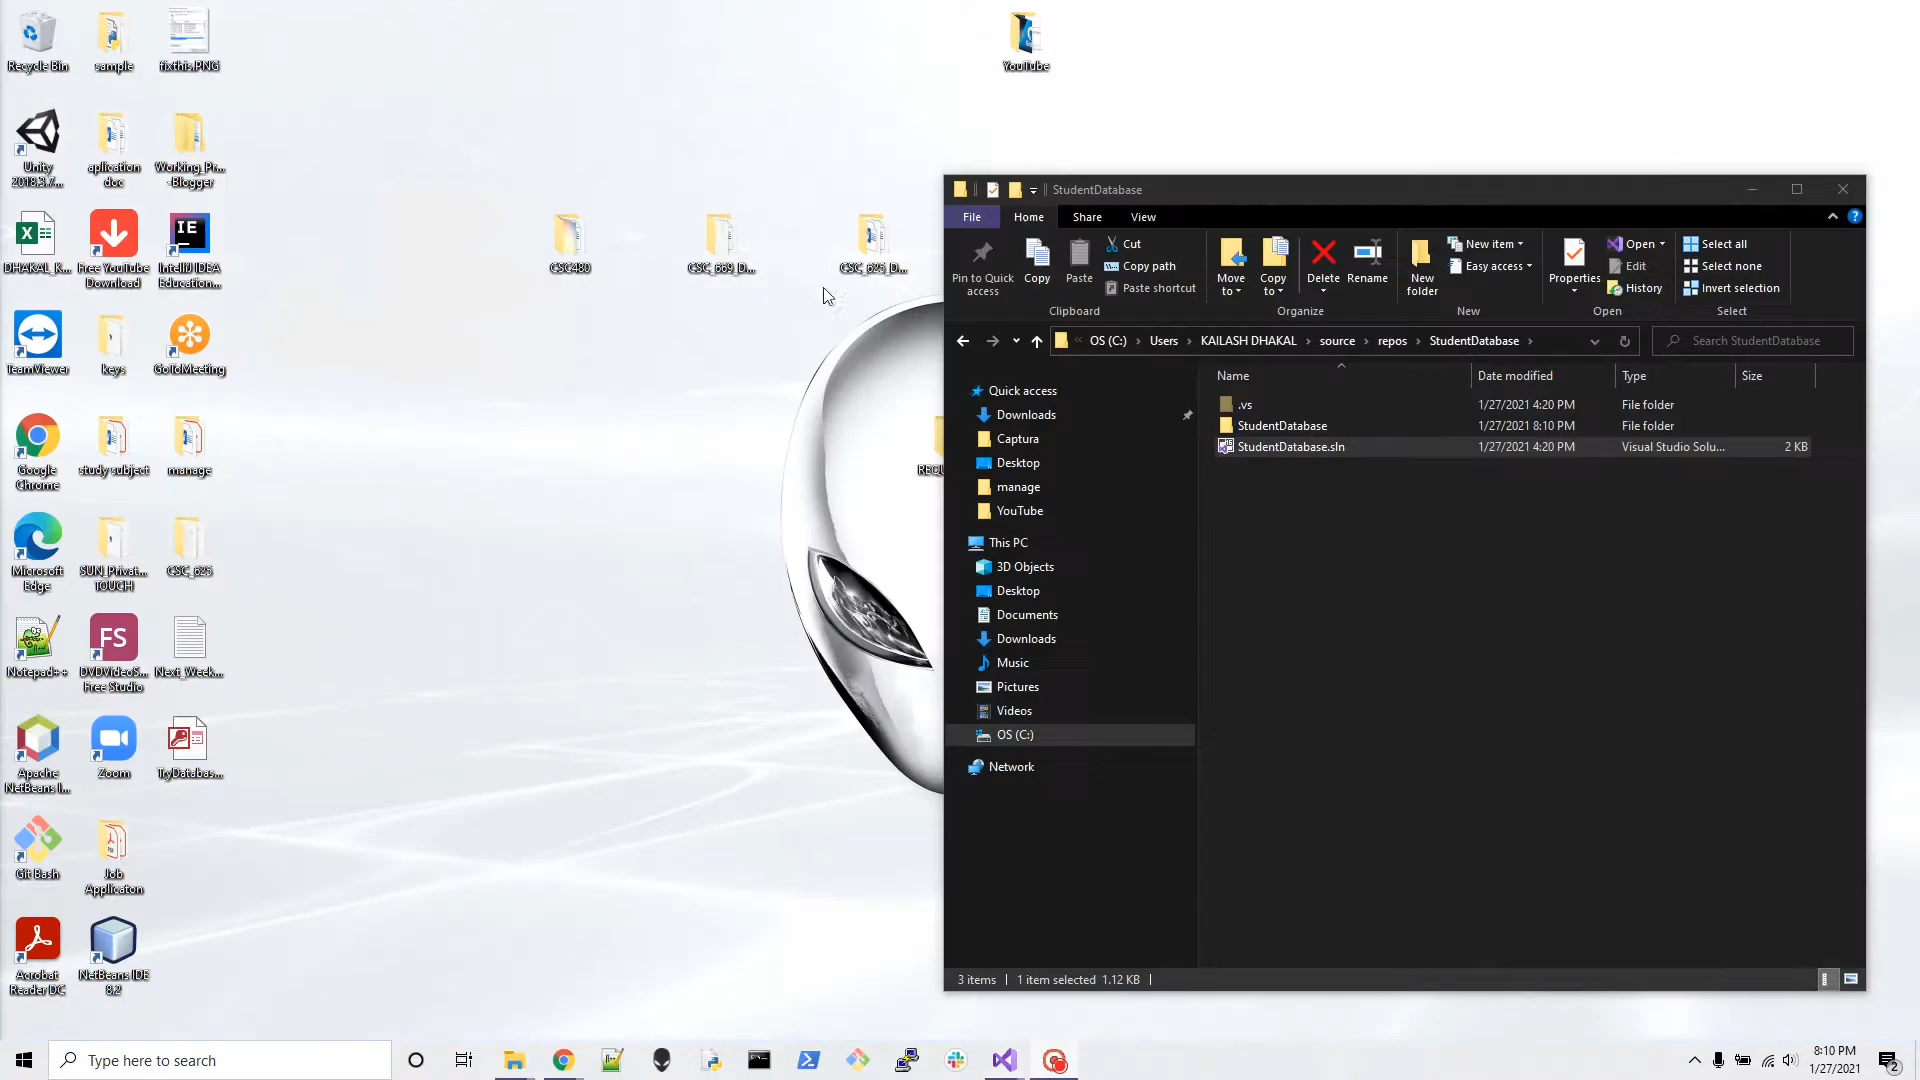 Recycle Bin
sample
fixthis.PNG
YouTube
Unity
2018.3.7...
aplication
doc
Working_Pr...
-Blogger
DHAKAL_K...
Free YouTube
Download
IE
IntelliJ IDEA
Education...
CSC480
CSC_669_D...
CSC_625_D...
TeamViewer
keys
GoToMeeting
Google
Chrome
study subject
manage
Microsoft
Edge
SUN_Privat...
TOUCH
CSC_625
Notepad++
FS
DVDVideoS...
Free Studio
Next_Week...
Apache
NetBeans I...
Zoom
TryDatabas...
Git Bash
Job
Applicaton
Acrobat
Reader DC
NetBeans IDE
8.2
REQU
StudentDatabase
File
Home
Share
View
Pin to Quick
access
Copy
Paste
Cut
Copy path
Paste shortcut
Clipboard
Move
to
Copy
to
Delete
Rename
Organize
New
folder
New item
Easy access
New
Properties
Open
Edit
History
Open
Select all
Select none
Invert selection
Select
« OS (C:) › Users › KAILASH DHAKAL › source › repos › StudentDatabase ›
Search StudentDatabase
Quick access
Downloads
Captura
Desktop
manage
YouTube
This PC
3D Objects
Desktop
Documents
Downloads
Music
Pictures
Videos
OS (C:)
Network
Name Date modified Type Size
.vs 1/27/2021 4:20 PM File folder
StudentDatabase 1/27/2021 8:10 PM File folder
StudentDatabase.sln 1/27/2021 4:20 PM Visual Studio Solu... 2 KB
3 items 1 item selected 1.12 KB
Type here to search
8:10 PM
1/27/2021
2